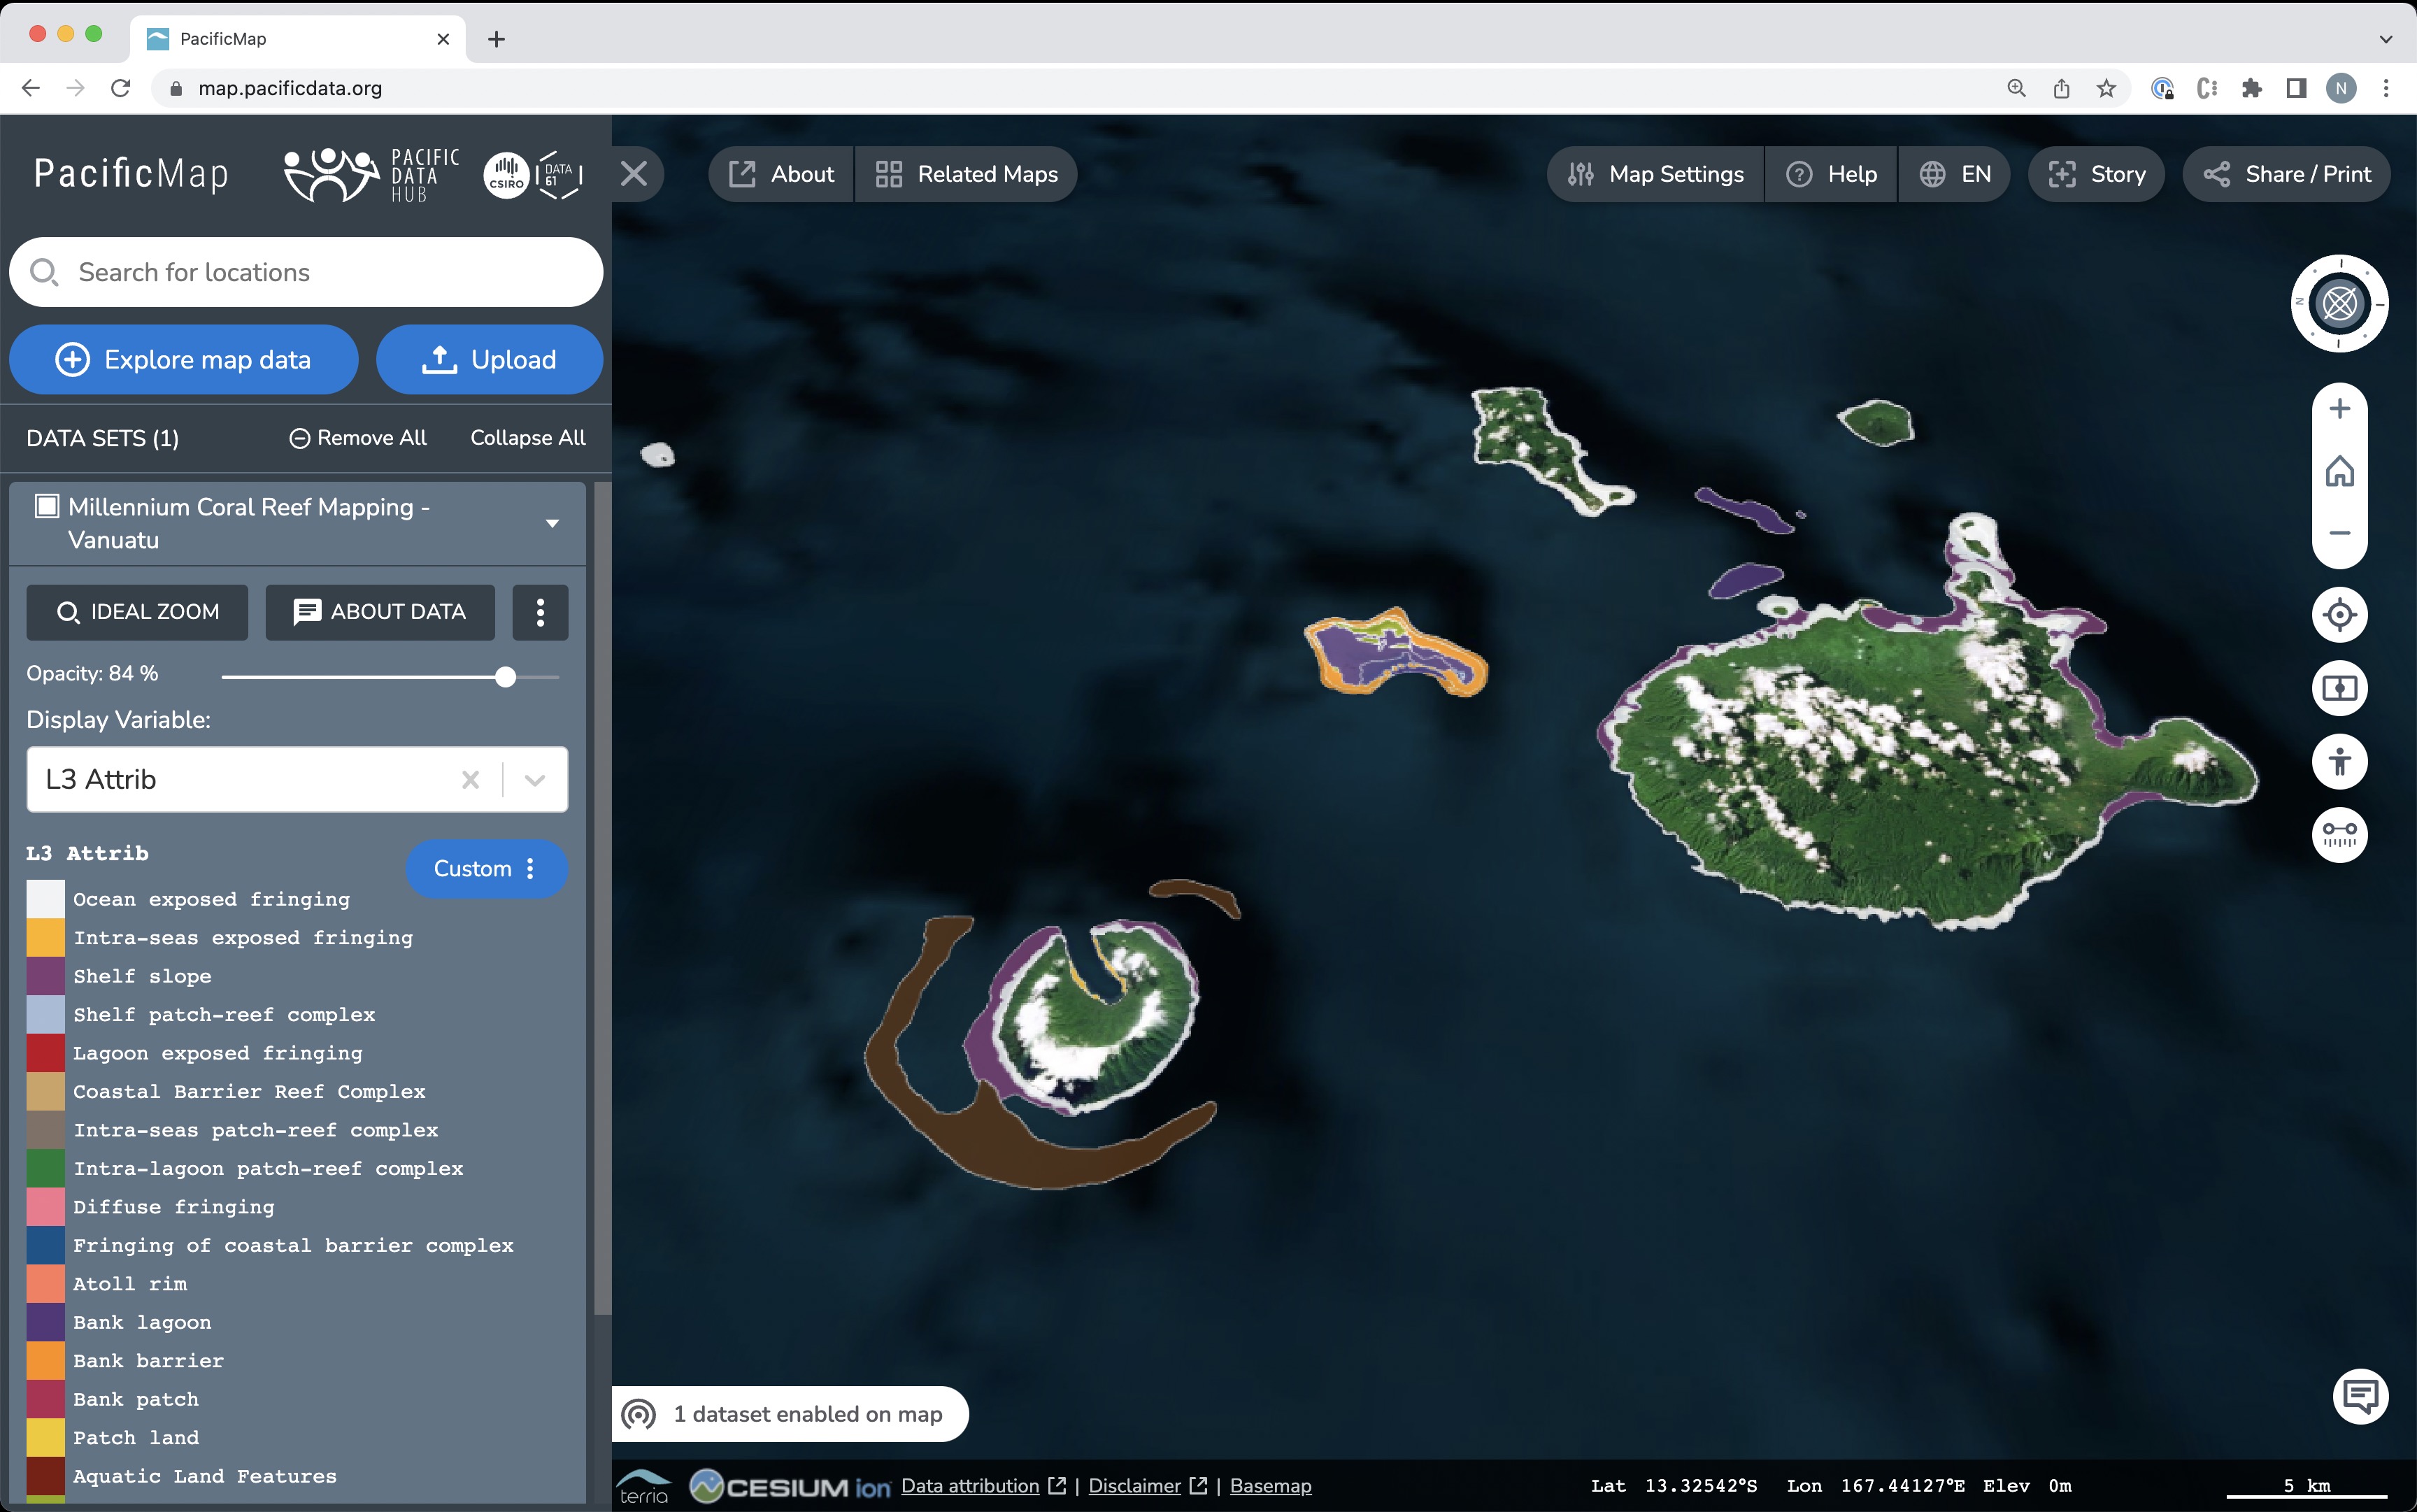 PacificMap
map.pacificdata.org
N
PacificMap
PACIFIC
DATA
HUB
CSIRO
DATA
61
About
Related Maps
Map Settings
Help
EN
Story
Share / Print
Search for locations
Explore map data
Upload
DATA SETS (1)
Remove All
Collapse All
Millennium Coral Reef Mapping -
Vanuatu
IDEAL ZOOM
ABOUT DATA
Opacity: 84 %
Display Variable:
L3 Attrib
L3 Attrib
Custom
Ocean exposed fringing
Intra-seas exposed fringing
Shelf slope
Shelf patch-reef complex
Lagoon exposed fringing
Coastal Barrier Reef Complex
Intra-seas patch-reef complex
Intra-lagoon patch-reef complex
Diffuse fringing
Fringing of coastal barrier complex
Atoll rim
Bank lagoon
Bank barrier
Bank patch
Patch land
Aquatic Land Features
N
1 dataset enabled on map
terria
CESIUM ion
Data attribution | Disclaimer | Basemap
Lat 13.32542°S Lon 167.44127°E Elev 0m
5 km